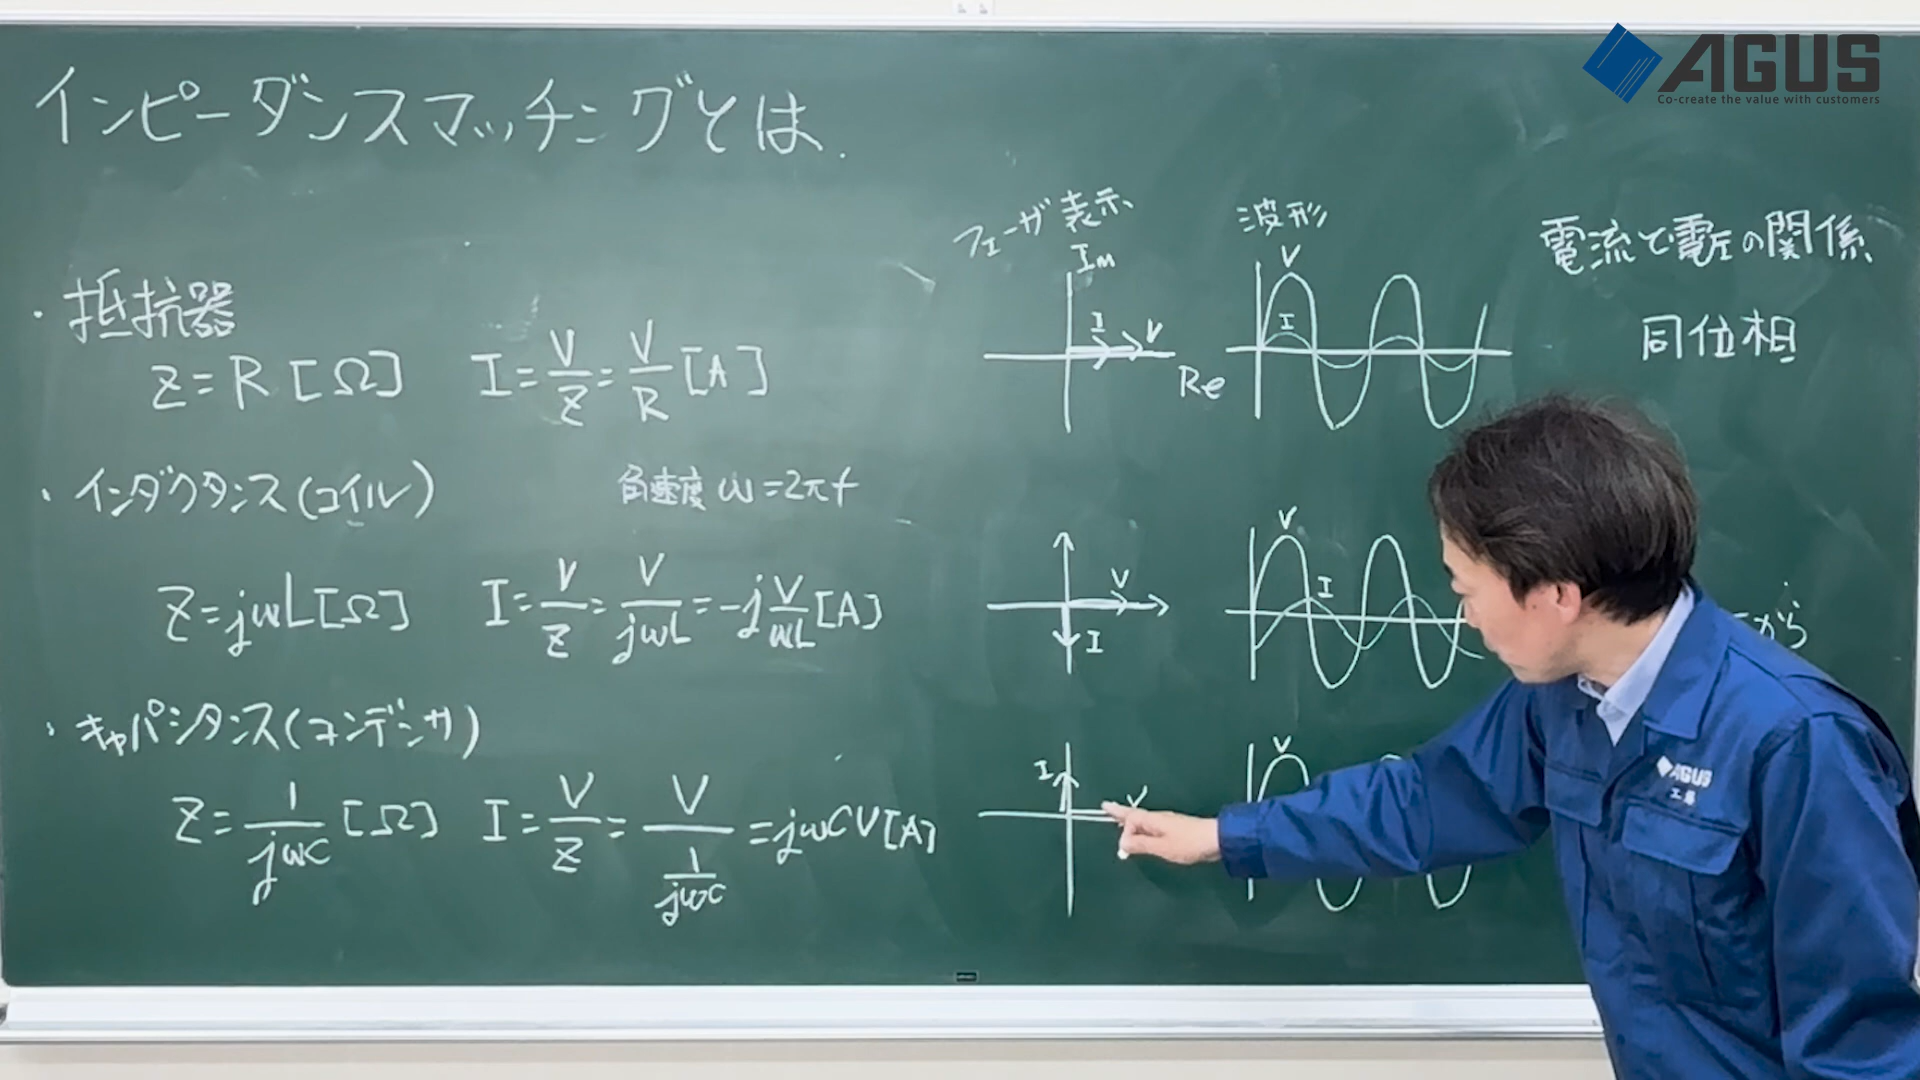 AGUS
Co-create the value with customers
インピーダンスマッチングとは.
フェーザ表示
波形
電流と電圧の関係
・抵抗器
Z=R[Ω] I=V/Z=V/R[A]
Im
I
V
Re
V
I
同位相
・インダクタンス(コイル)
角速度 ω=2πf
Z=jωL[Ω] I=V/Z=V/jωL=-jV/ωL[A]
V
I
V
I
から
・キャパシタンス(コンデンサ)
Z=1/jωC[Ω] I=V/Z=V/(1/jωC)=jωCV[A]
I
V
V
AGUS